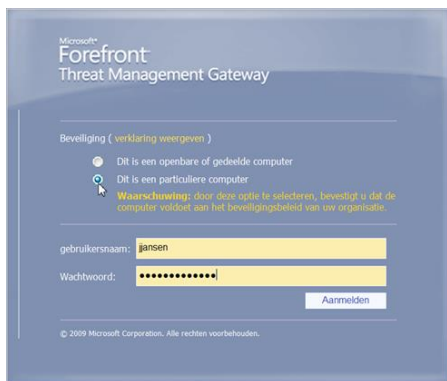 Microsoft®
Forefront™
Threat Management Gateway
Beveiliging ( verklaring weergeven )
Dit is een openbare of gedeelde computer
Dit is een particuliere computer
Waarschuwing: door deze optie te selecteren, bevestigt u dat de
computer voldoet aan het beveiligingsbeleid van uw organisatie.
gebruikersnaam: jjansen
Wachtwoord: •••••••••••••
Aanmelden
© 2009 Microsoft Corporation. Alle rechten voorbehouden.